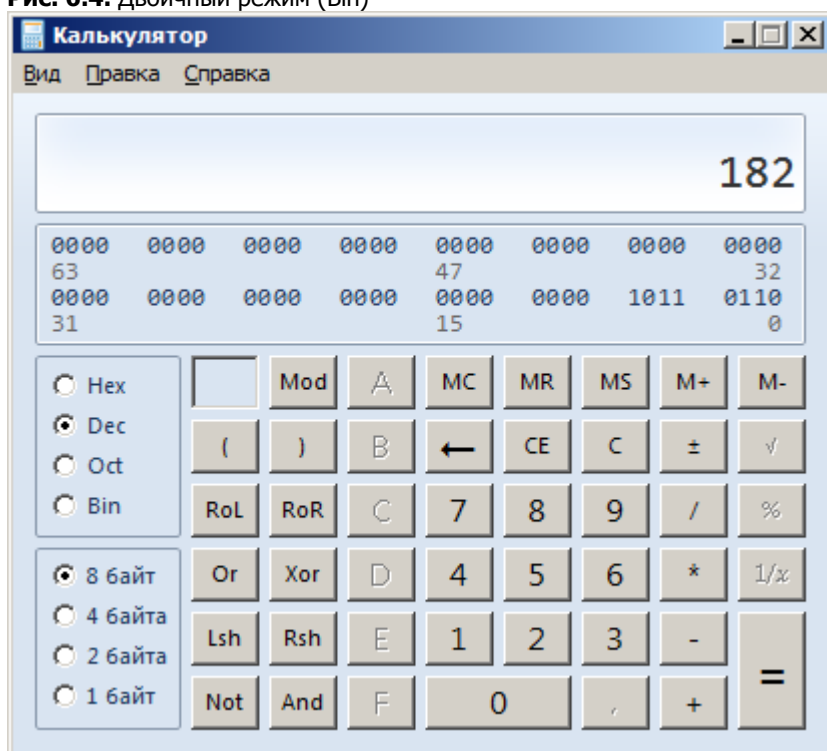 Рис. 6.4. Двоичный режим (Bin)
Калькулятор
Вид Правка Справка
182
0000 0000 0000 0000 0000 0000 0000 0000
63 47 32
0000 0000 0000 0000 0000 0000 1011 0110
31 15 0
Hex
Dec
Oct
Bin
8 байт
4 байта
2 байта
1 байт
Mod A MC MR MS M+ M-
( ) B ← CE C ± √
RoL RoR C 7 8 9 / %
Or Xor D 4 5 6 * 1/x
Lsh Rsh E 1 2 3 - =
Not And F 0 , +